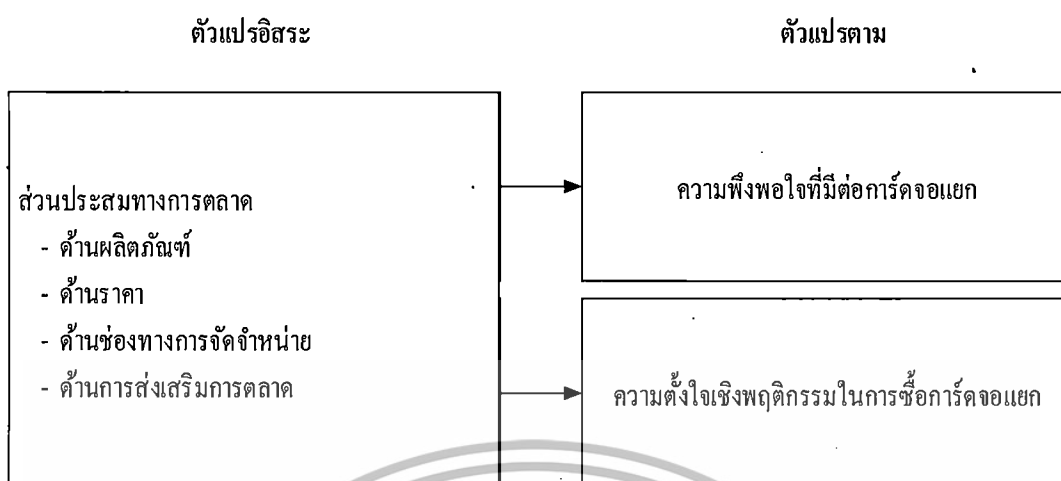 ตัวแปรอิสระ
ตัวแปรตาม
ส่วนประสมทางการตลาด
- ด้านผลิตภัณฑ์
- ด้านราคา
- ด้านช่องทางการจัดจำหน่าย
- ด้านการส่งเสริมการตลาด
ความพึงพอใจที่มีต่อการ์ดจอแยก
ความตั้งใจเชิงพฤติกรรมในการซื้อการ์ดจอแยก